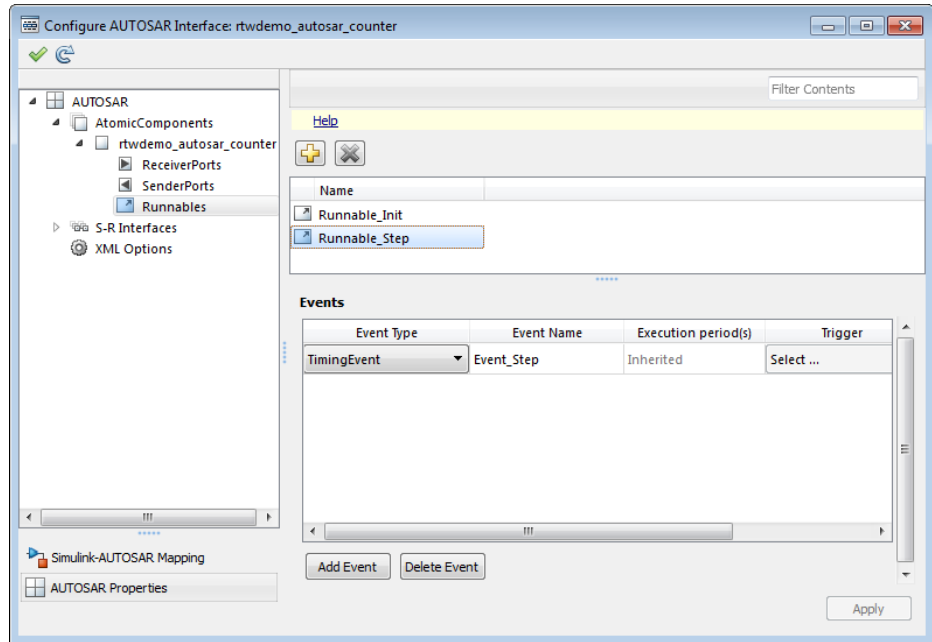 Configure AUTOSAR Interface: rtwdemo_autosar_counter
Filter Contents
AUTOSAR
AtomicComponents
rtwdemo_autosar_counter
ReceiverPorts
SenderPorts
Runnables
S-R Interfaces
XML Options
Simulink-AUTOSAR Mapping
AUTOSAR Properties
Help
Name
Runnable_Init
Runnable_Step
Events
Event Type Event Name Execution period(s) Trigger
TimingEvent Event_Step Inherited Select ...
Add Event Delete Event
Apply